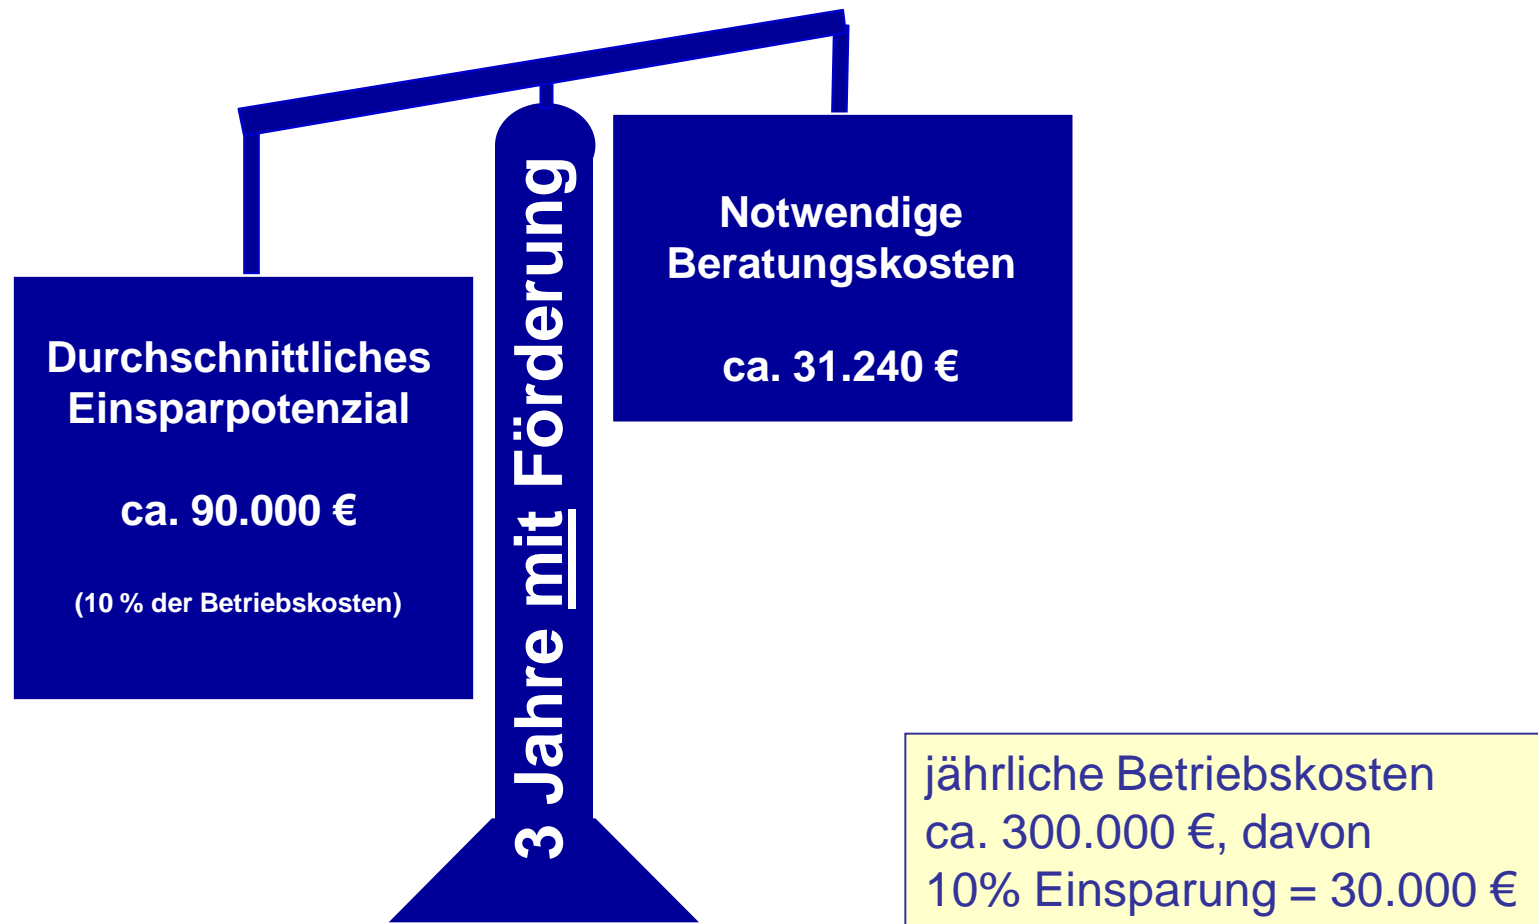 Durchschnittliches
Einsparpotenzial
ca. 90.000 €
(10 % der Betriebskosten)
3 Jahre mit Förderung
Notwendige
Beratungskosten
ca. 31.240 €
jährliche Betriebskosten
ca. 300.000 €, davon
10% Einsparung = 30.000 €